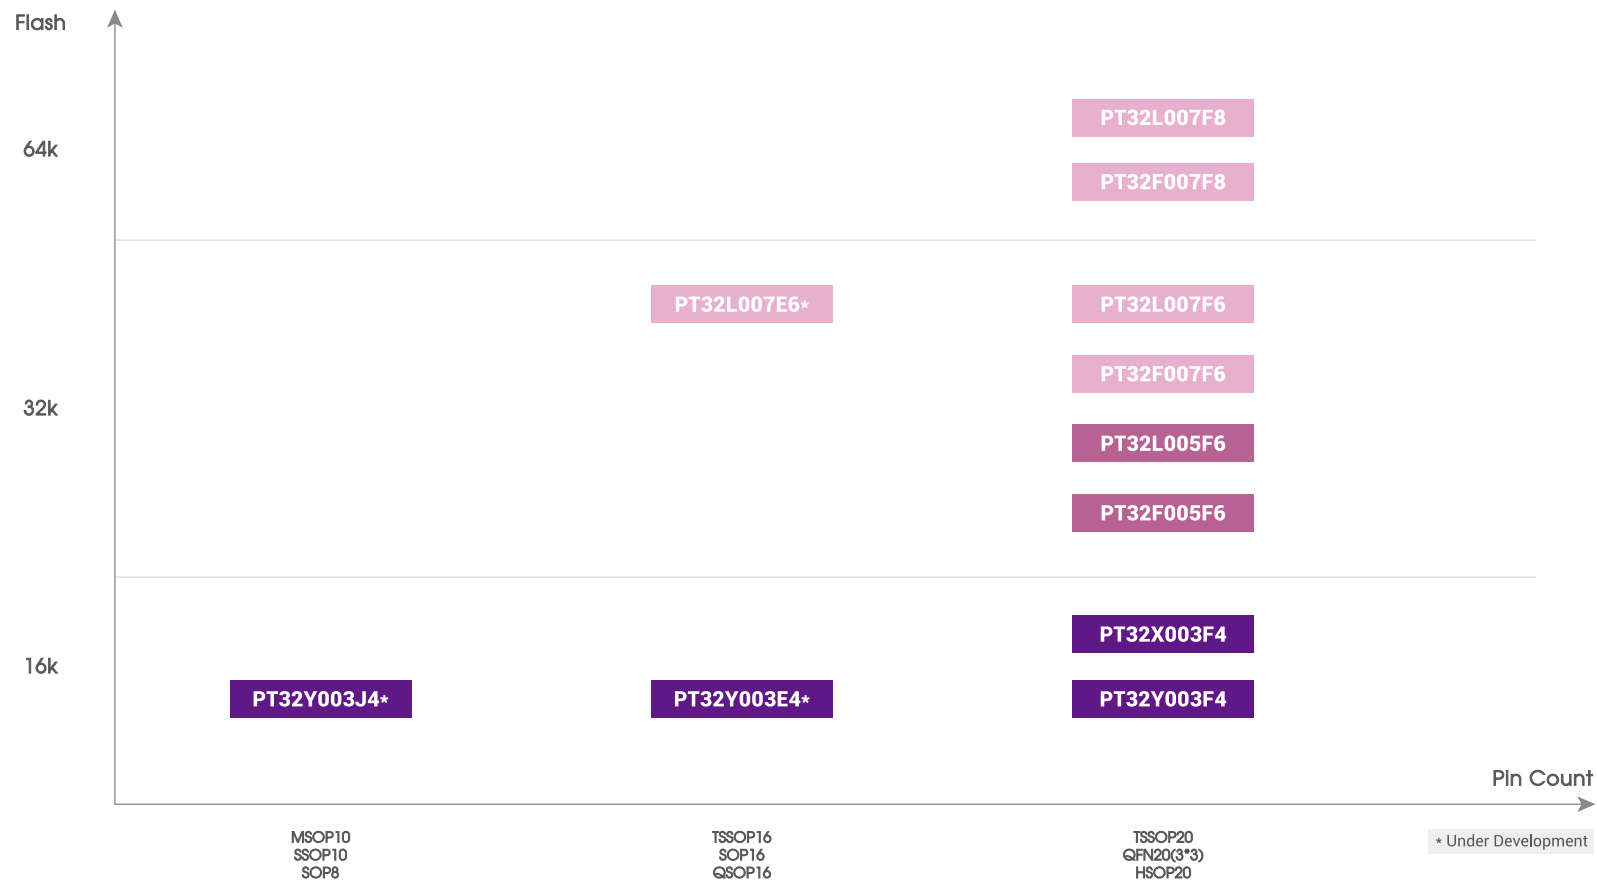 Flash
64k
PT32L007F8
PT32F007F8
32k
PT32L007E6*
PT32L007F6
PT32F007F6
PT32L005F6
PT32F005F6
16k
PT32X003F4
PT32Y003J4*
PT32Y003E4*
PT32Y003F4
Pin Count
MSOP10
SSOP10
SOP8
TSSOP16
SOP16
QSOP16
TSSOP20
QFN20(3*3)
HSOP20
* Under Development